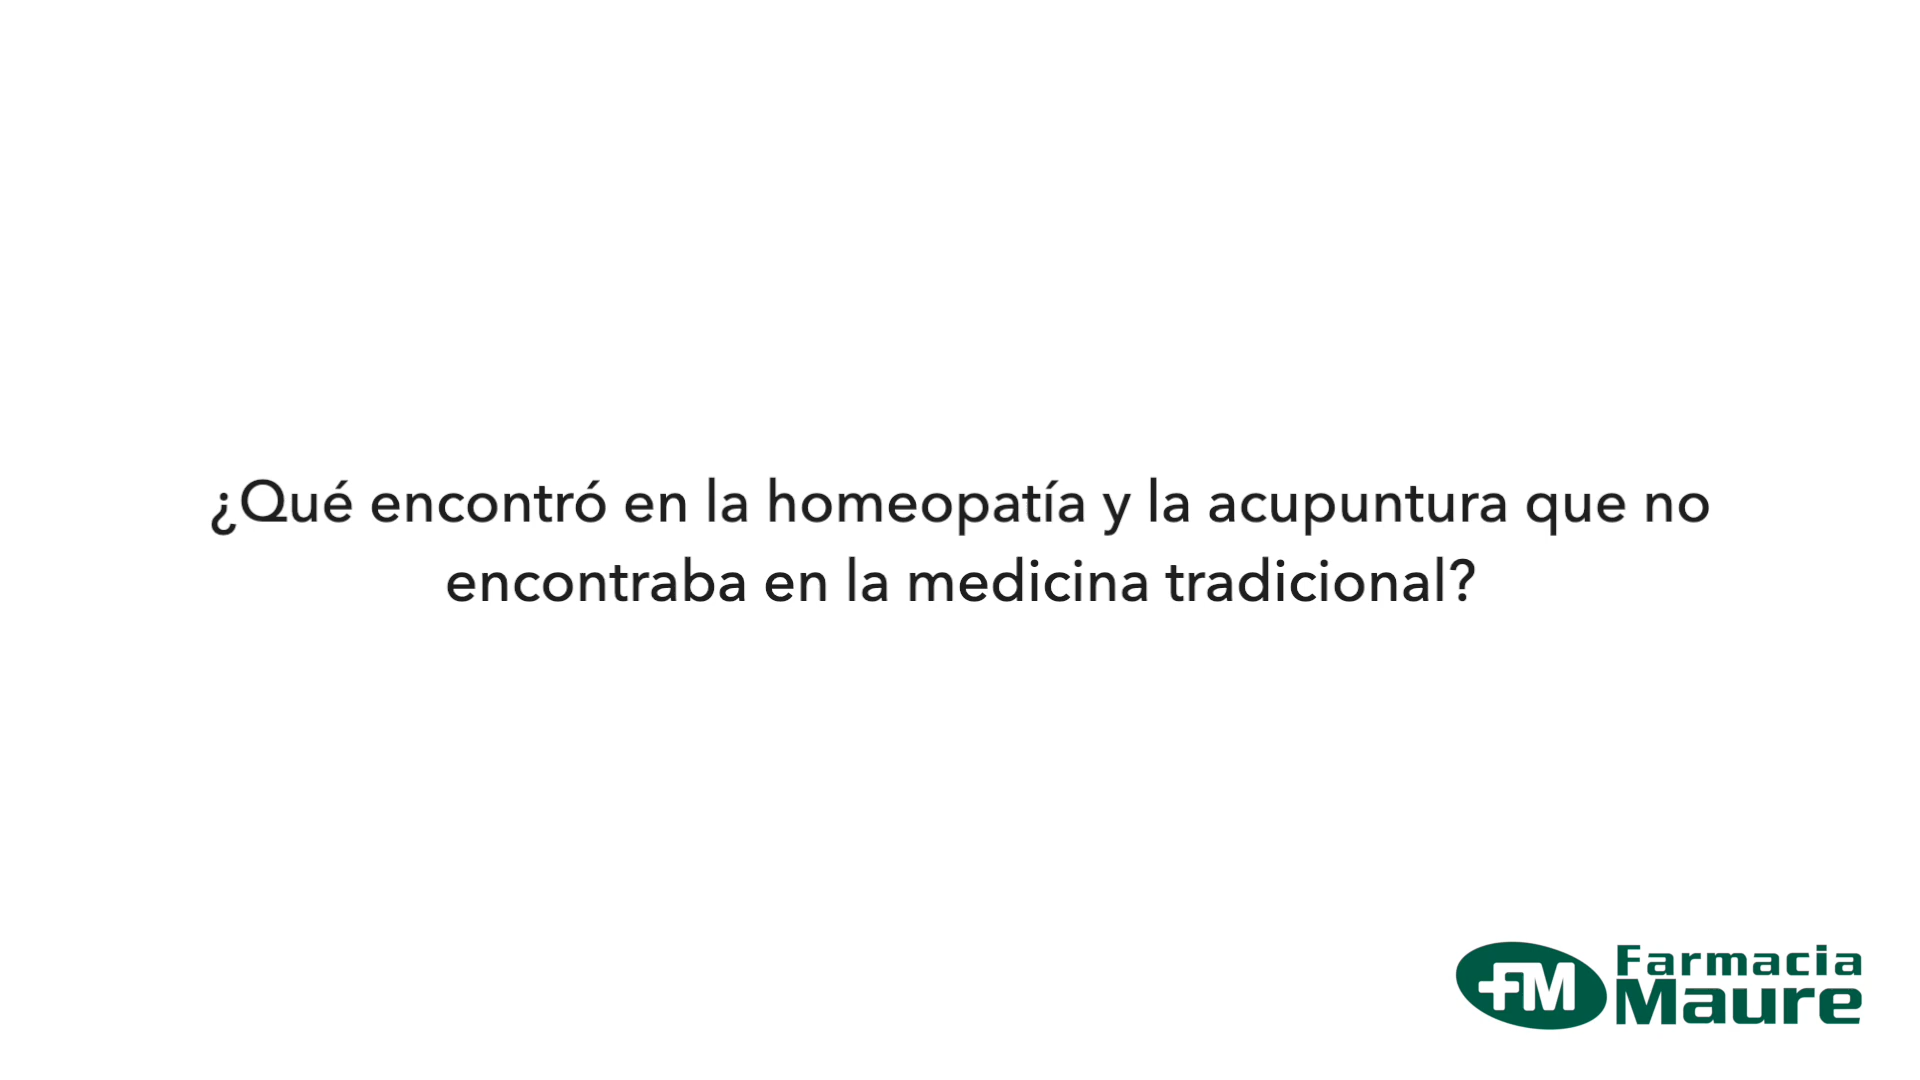 ¿Qué encontró en la homeopatía y la acupuntura que no
encontraba en la medicina tradicional?
FM Farmacia
Maure